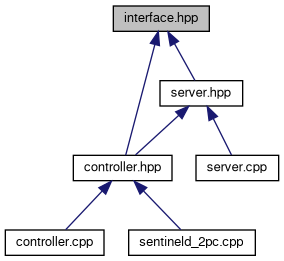 interface.hpp
server.hpp
controller.hpp
server.cpp
controller.cpp
sentineld_2pc.cpp